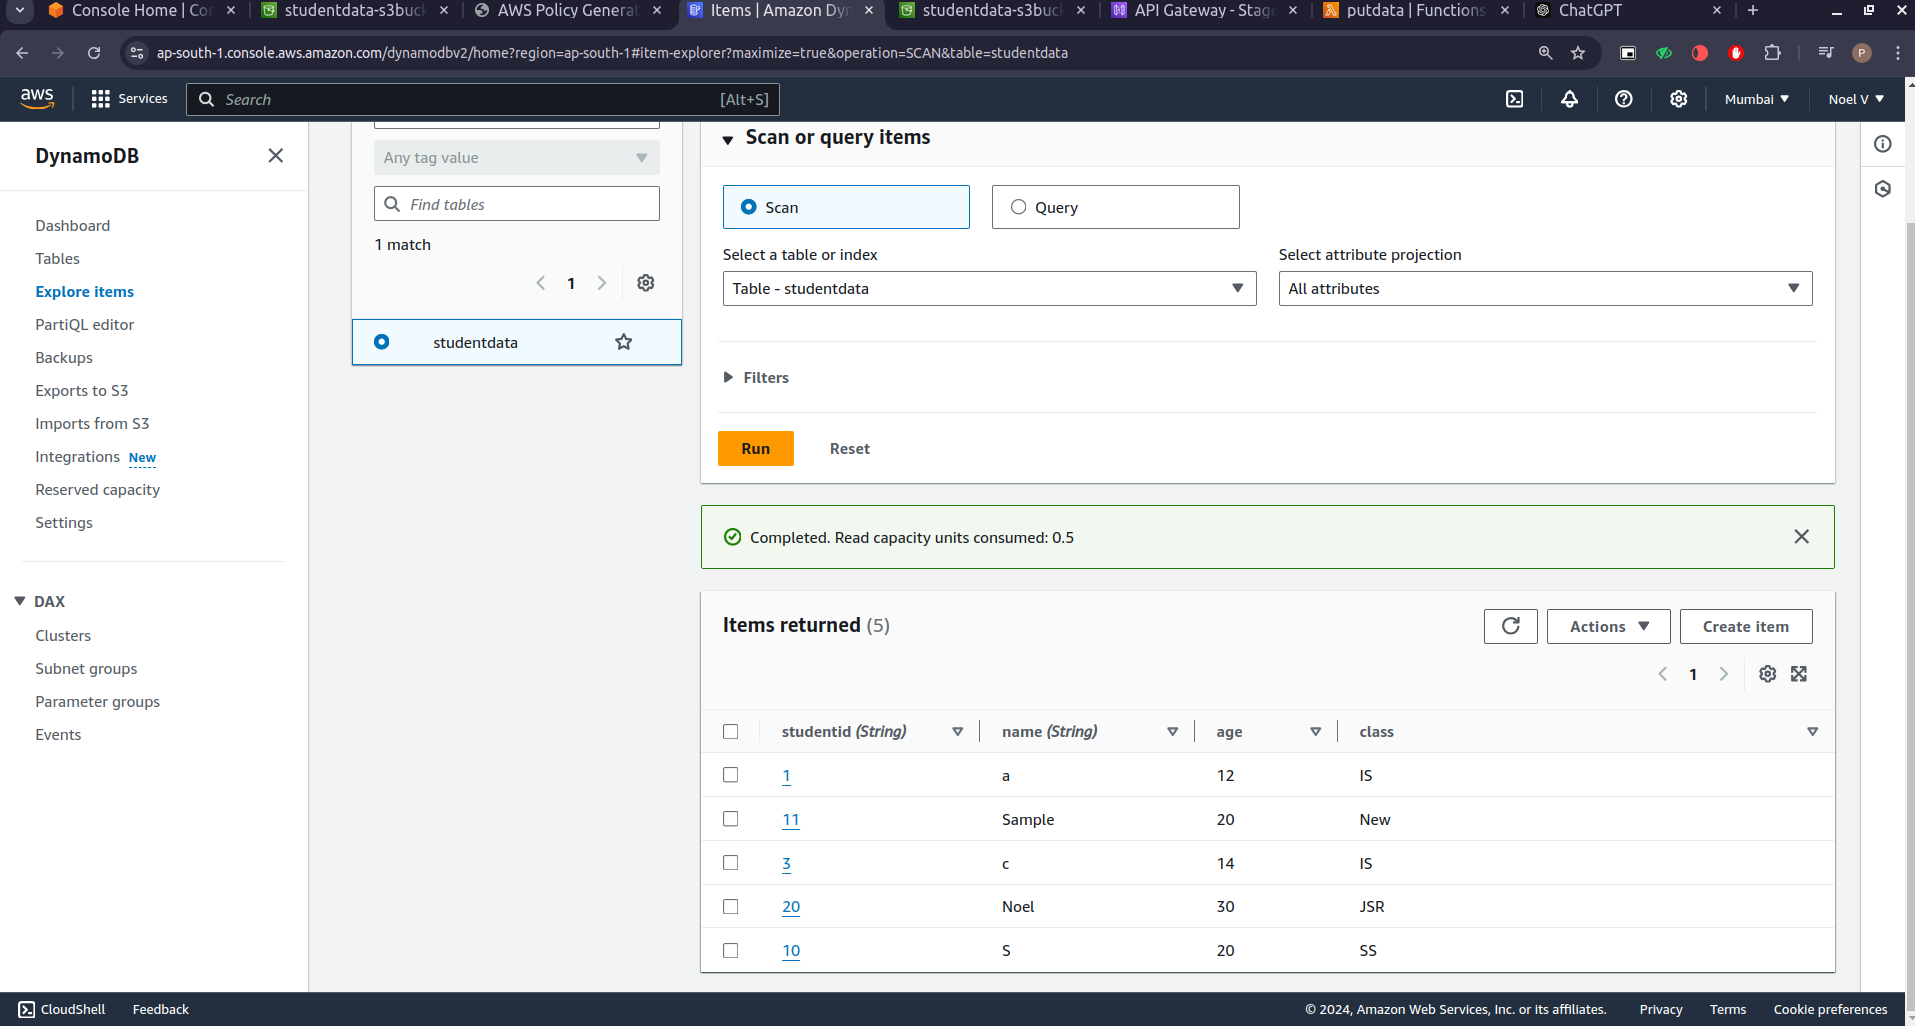 Console Home | Co
studentdata-s3buck
AWS Policy Generat
Items | Amazon Dy
studentdata-s3buck
API Gateway - Stage
putdata | Functions
ChatGPT
ap-south-1.console.aws.amazon.com/dynamodbv2/home?region=ap-south-1#item-explorer?maximize=true&operation=SCAN&table=studentdata
P
aws
Services
Search
[Alt+S]
Mumbai
Noel V
DynamoDB
Dashboard
Tables
Explore items
PartiQL editor
Backups
Exports to S3
Imports from S3
Integrations New
Reserved capacity
Settings
DAX
Clusters
Subnet groups
Parameter groups
Events
Any tag value
Find tables
1 match
1
studentdata
Scan or query items
Scan
Query
Select a table or index
Table - studentdata
Select attribute projection
All attributes
Filters
Run
Reset
Completed. Read capacity units consumed: 0.5
Items returned (5)
Actions
Create item
1
studentid (String) name (String) age class
1 a 12 IS
11 Sample 20 New
3 c 14 IS
20 Noel 30 JSR
10 S 20 SS
CloudShell
Feedback
© 2024, Amazon Web Services, Inc. or its affiliates.
Privacy
Terms
Cookie preferences